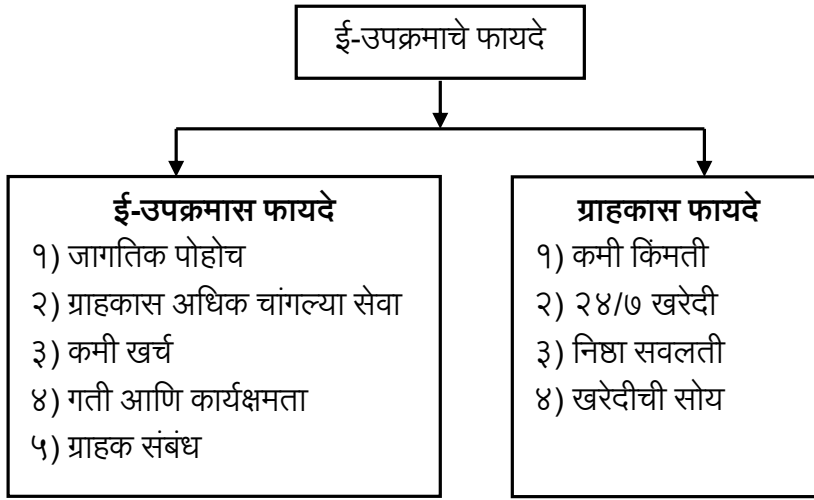 ई-उपक्रमाचे फायदे
ई-उपक्रमास फायदे
१) जागतिक पोहोच
२) ग्राहकास अधिक चांगल्या सेवा
३) कमी खर्च
४) गती आणि कार्यक्षमता
५) ग्राहक संबंध
ग्राहकास फायदे
१) कमी किंमती
२) २४/७ खरेदी
३) निष्ठा सवलती
४) खरेदीची सोय